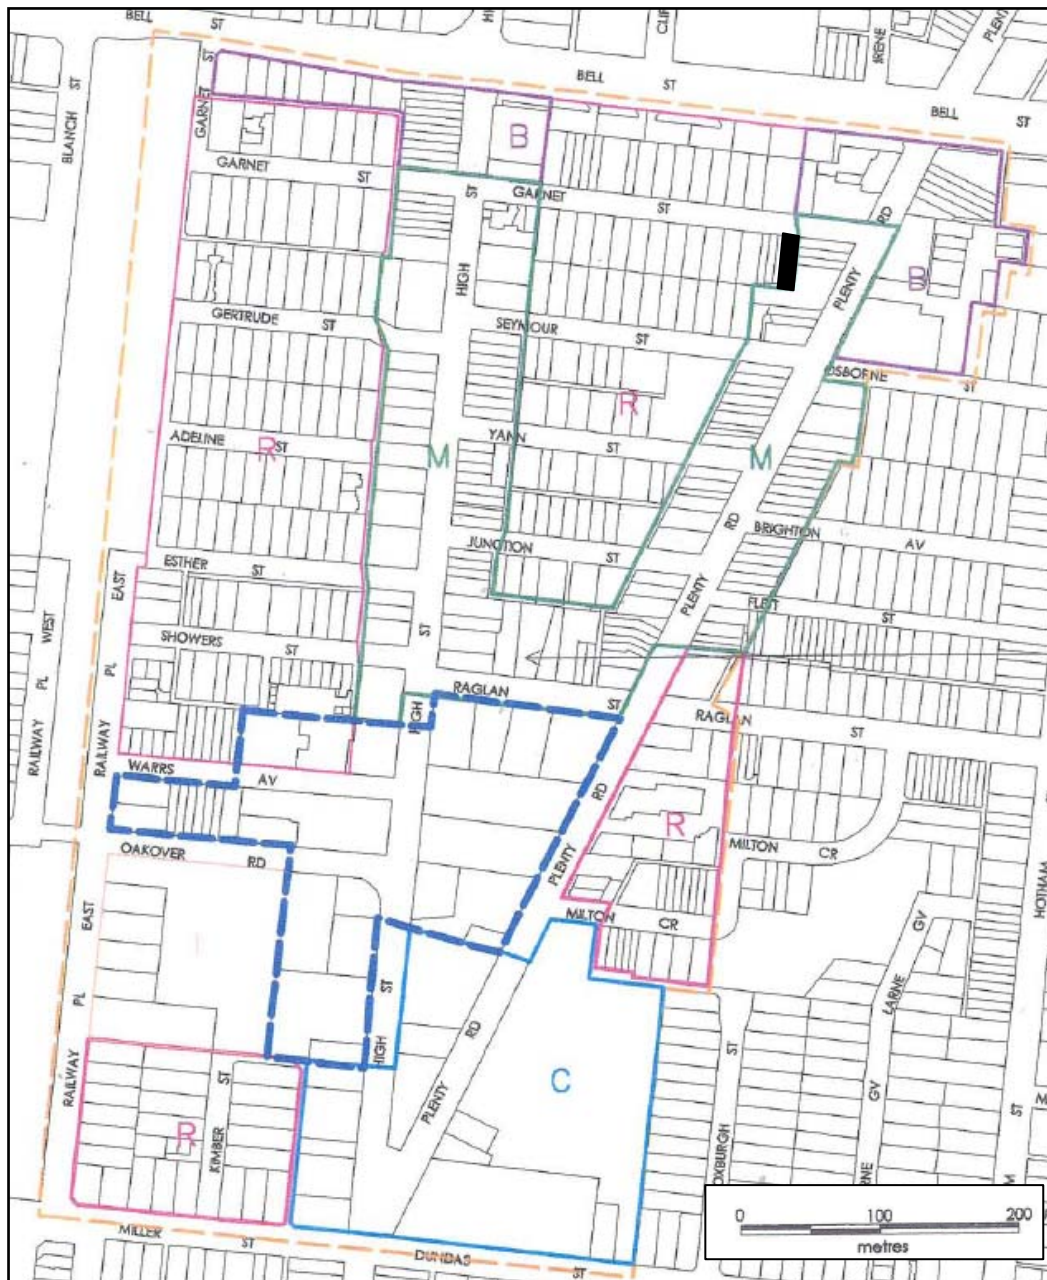 BELL ST
BLANCH ST
GARNET ST
BELL ST
IRENE
PLENTY
BELL ST
B
GARNET ST
GARNET ST
ST
HIGH
PLENTY RD
B
GERTRUDE ST
SEYMOUR ST
OSBORNE ST
R
ADELINE ST
R
M
YANN ST
M
RD
BRIGHTON AV
ESTHER ST
JUNCTION ST
PLENTY
ST
EAST
WEST
PL
PL
SHOWERS ST
ST
RAGLAN ST
HIGH
RAGLAN ST
RAILWAY
RAILWAY
WARRS AV
RD
R
MILTON CR
OAKOVER RD
PLENTY
MILTON CR
HOTHAM
EAST
GV
LARNE
PL
ST
RD
HIGH
ST
RAILWAY
ST
PLENTY
C
GV
ST
R
KIMBER
MILLER ST
DUNDAS ST
0 100 200
metres